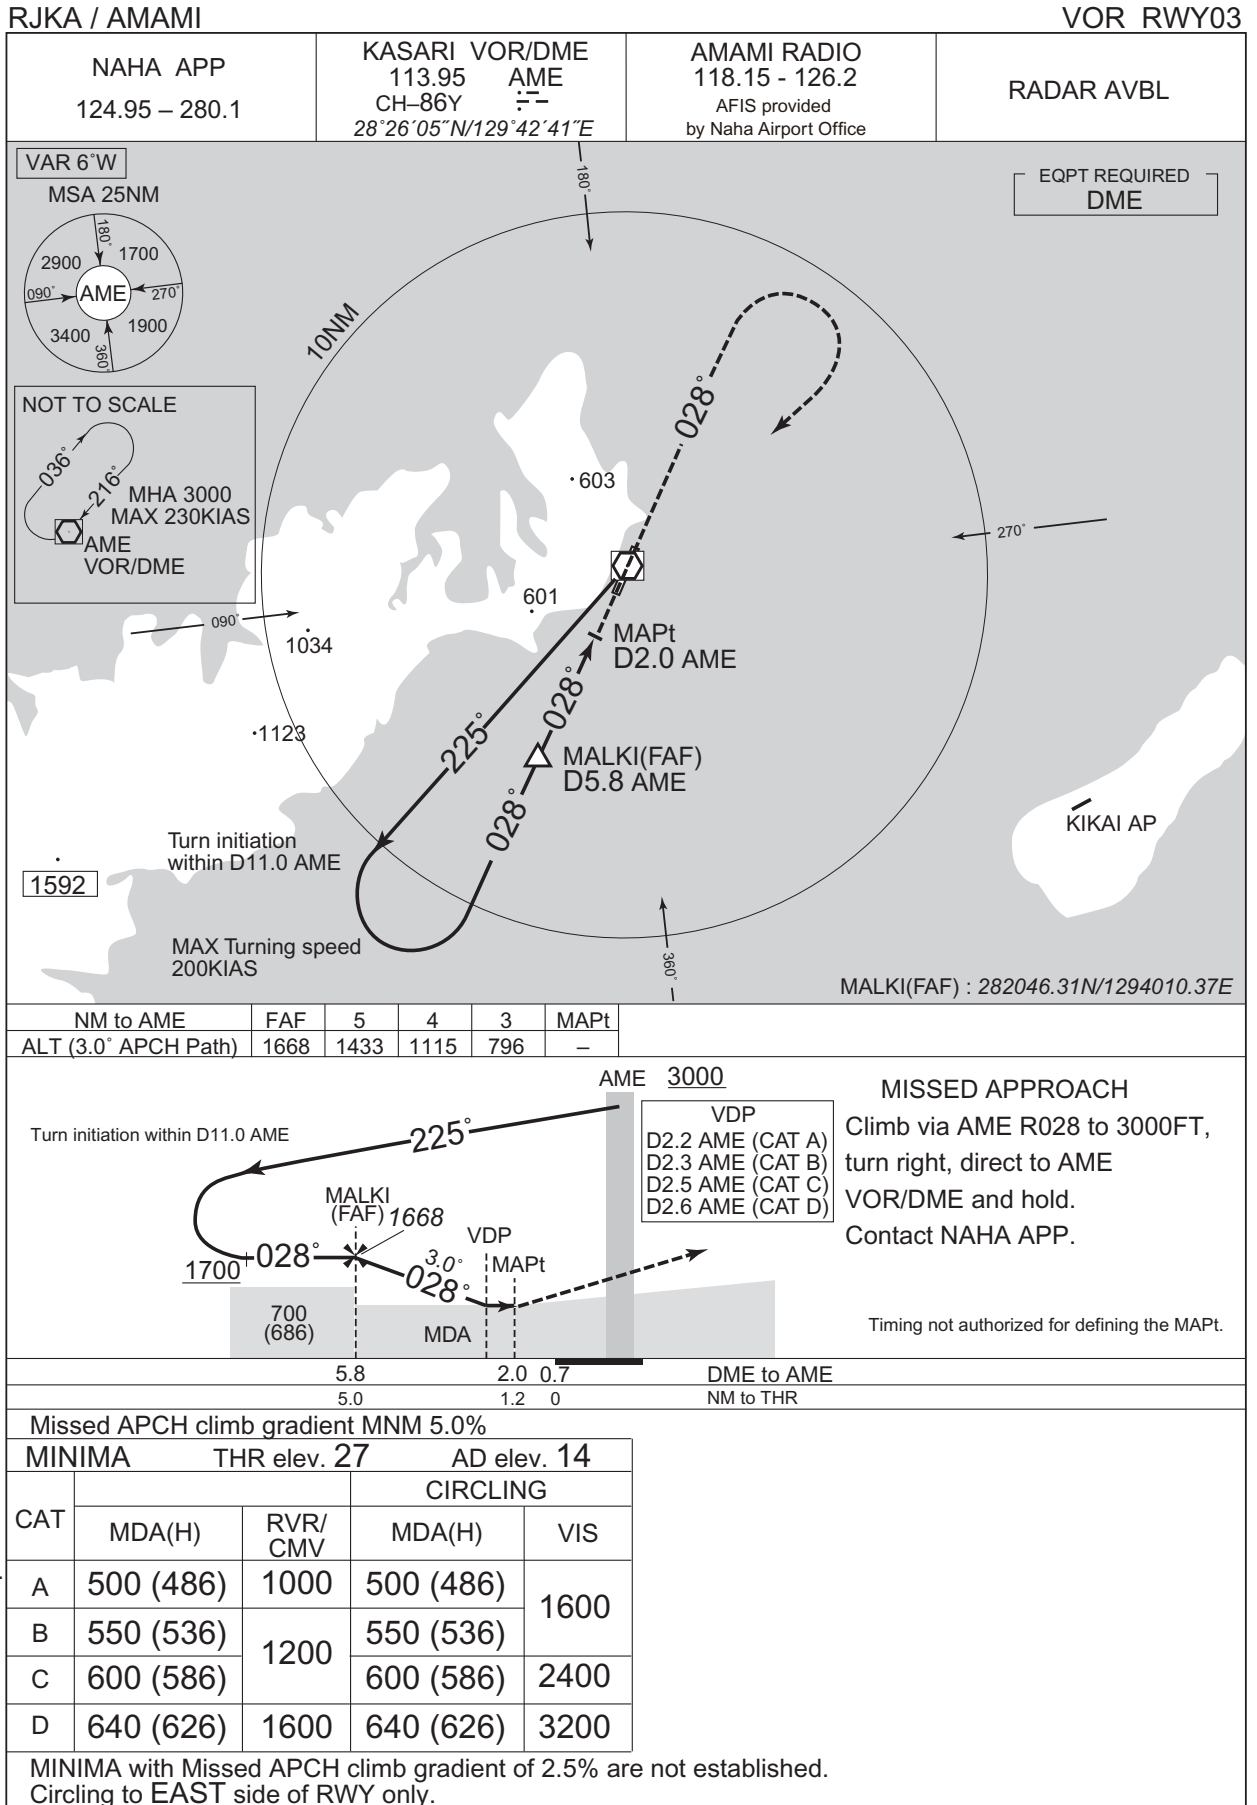 RJKA / AMAMI
VOR RWY03
NAHA APP
124.95 – 280.1
KASARI VOR/DME
113.95 AME
CH–86Y
28°26´05˝N/129°42´41˝E
AMAMI RADIO
118.15 - 126.2
AFIS provided
by Naha Airport Office
RADAR AVBL
VAR 6°W
MSA 25NM
180°
2900
1700
090°
AME
270°
3400
1900
360°
180°
EQPT REQUIRED
DME
10NM
028°
NOT TO SCALE
036°
216°
MHA 3000
MAX 230KIAS
AME
VOR/DME
603
270°
601
090°
1034
MAPt
D2.0 AME
028°
1123
225°
MALKI(FAF)
D5.8 AME
028°
KIKAI AP
Turn initiation
within D11.0 AME
1592
MAX Turning speed
200KIAS
360°
MALKI(FAF) : 282046.31N/1294010.37E
NM to AME FAF 5 4 3 MAPt
ALT (3.0° APCH Path) 1668 1433 1115 796 –
AME 3000
Turn initiation within D11.0 AME
225°
VDP
D2.2 AME (CAT A)
D2.3 AME (CAT B)
D2.5 AME (CAT C)
D2.6 AME (CAT D)
MISSED APPROACH
Climb via AME R028 to 3000FT,
turn right, direct to AME
VOR/DME and hold.
Contact NAHA APP.
MALKI
(FAF) 1668
VDP
MAPt
1700
028°
3.0°
028°
700
(686)
MDA
Timing not authorized for defining the MAPt.
5.8 2.0 0.7 DME to AME
5.0 1.2 0 NM to THR
Missed APCH climb gradient MNM 5.0%
MINIMA THR elev. 27 AD elev. 14
CIRCLING
CAT MDA(H) RVR/CMV MDA(H) VIS
A 500 (486) 1000 500 (486) 1600
B 550 (536) 1200 550 (536)
C 600 (586) 600 (586) 2400
D 640 (626) 1600 640 (626) 3200
MINIMA with Missed APCH climb gradient of 2.5% are not established.
Circling to EAST side of RWY only.